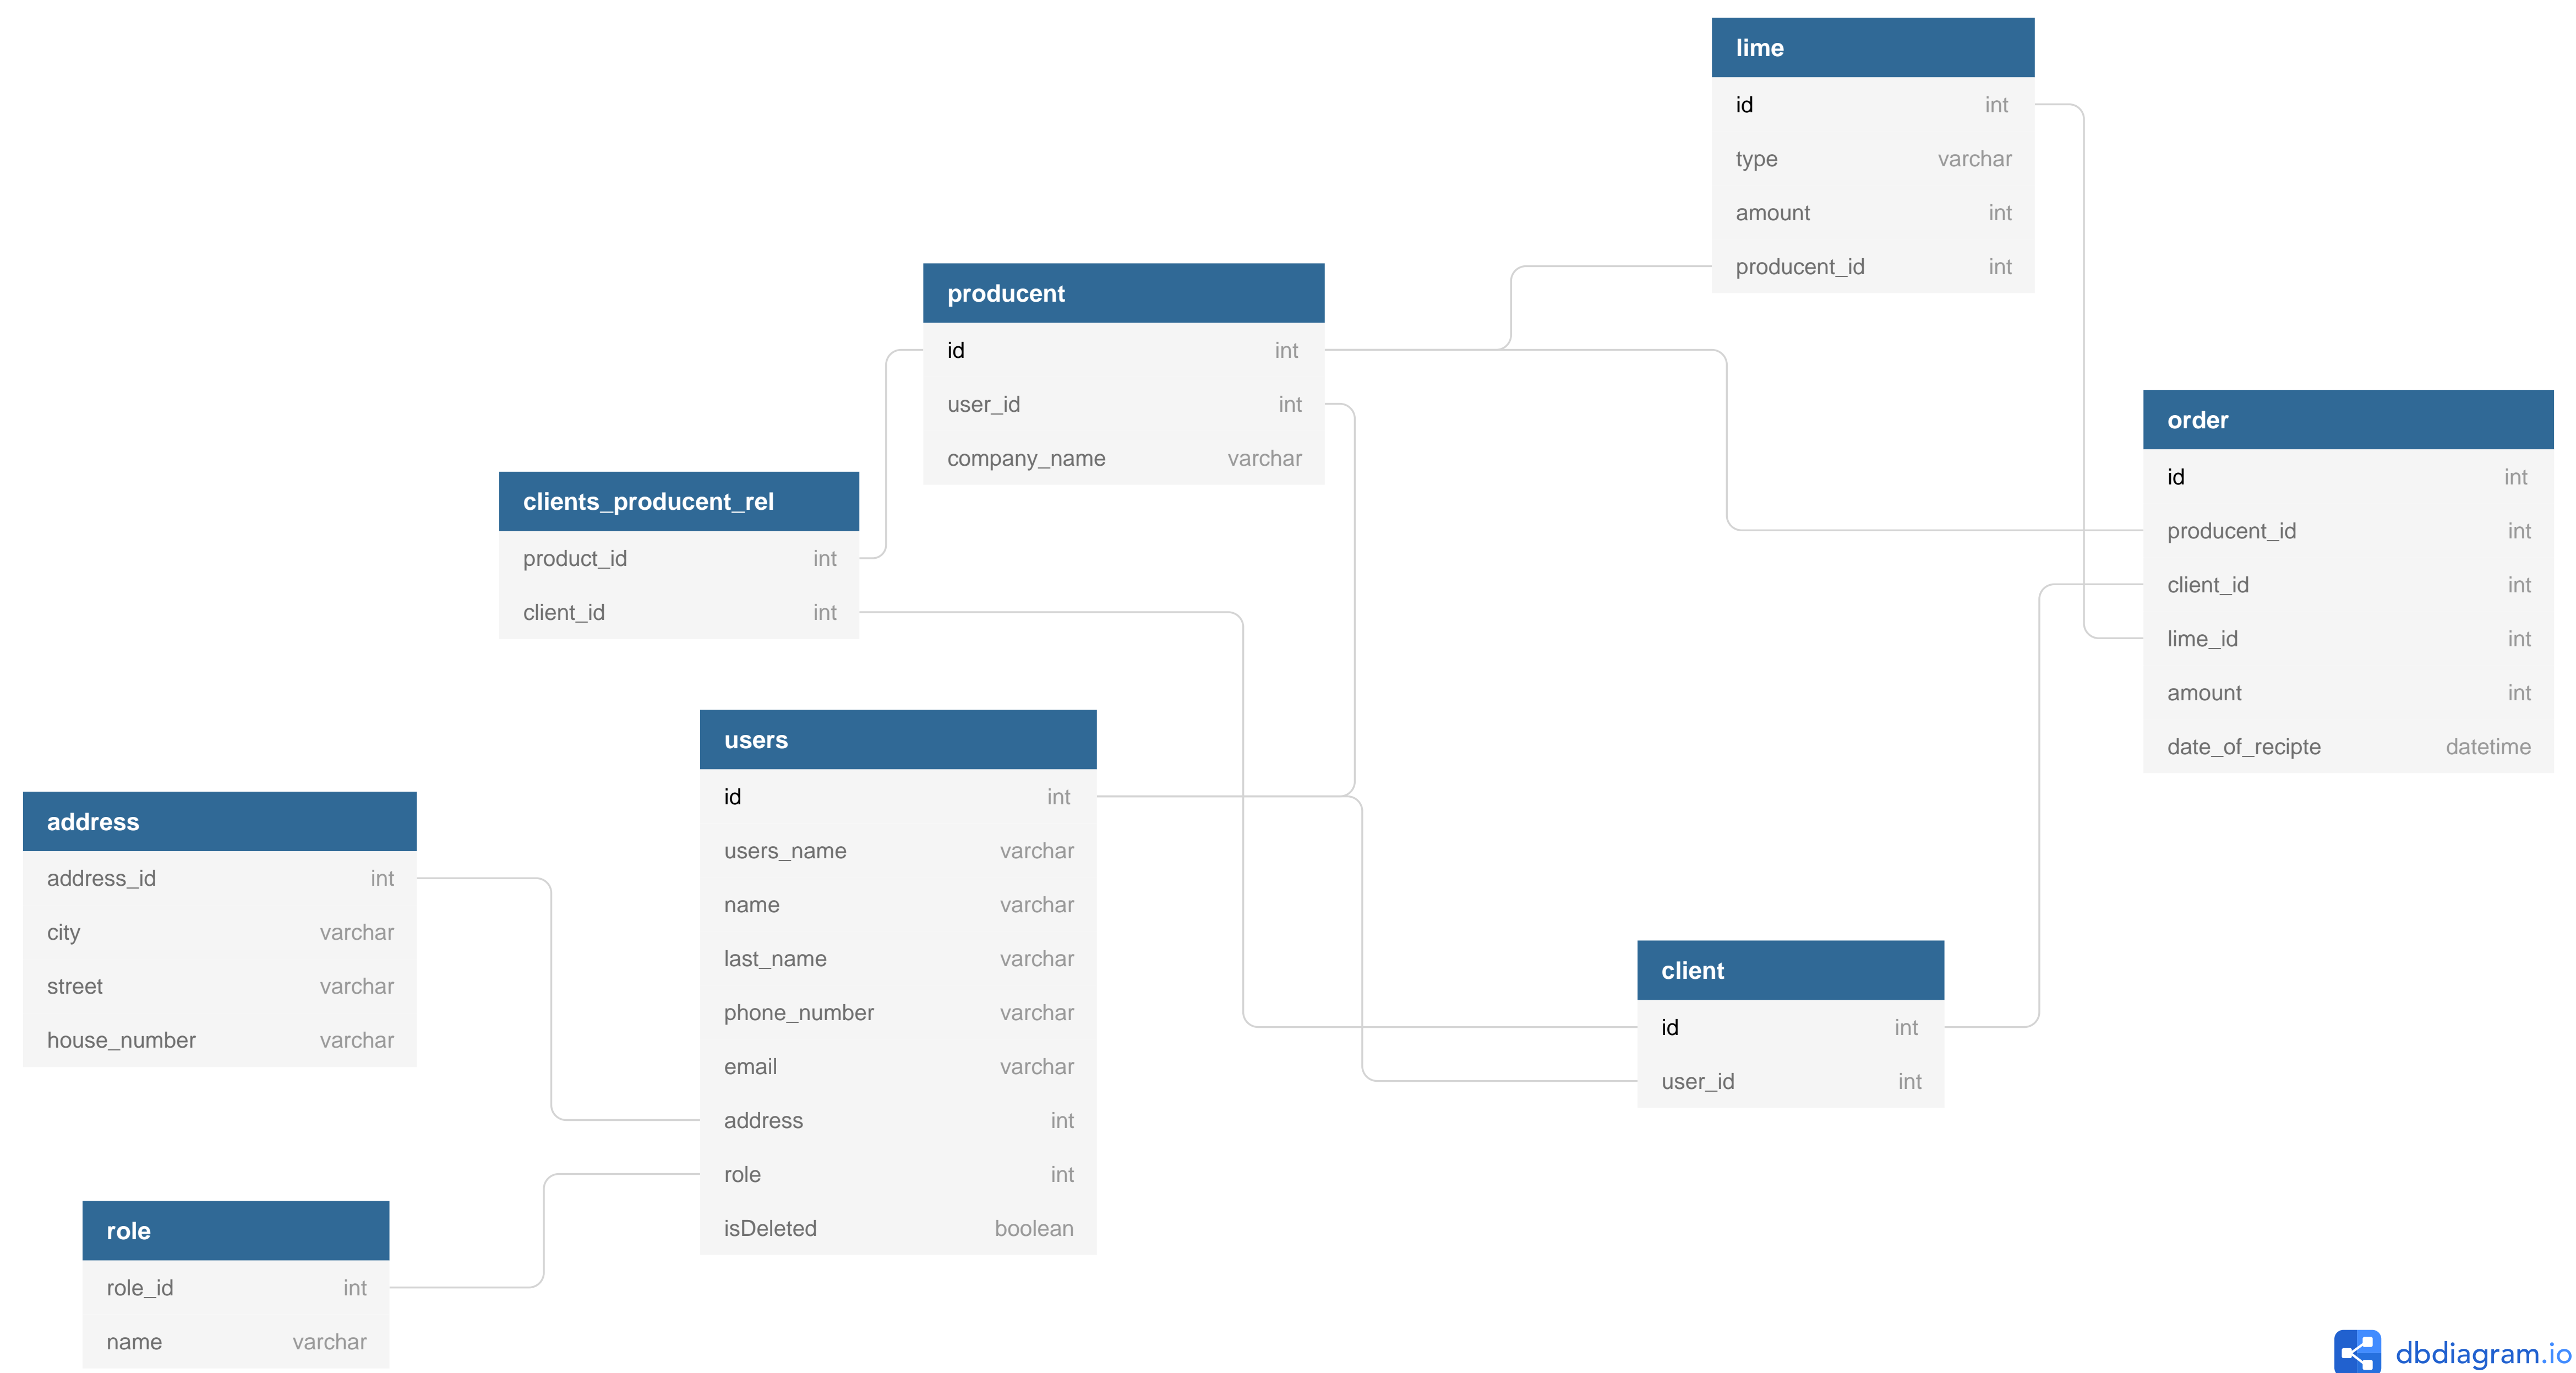 lime
id int
type varchar
amount int
producent_id int
producent
id int
user_id int
company_name varchar
order
id int
producent_id int
client_id int
lime_id int
amount int
date_of_recipte datetime
clients_producent_rel
product_id int
client_id int
users
id int
users_name varchar
name varchar
last_name varchar
phone_number varchar
email varchar
address int
role int
isDeleted boolean
address
address_id int
city varchar
street varchar
house_number varchar
client
id int
user_id int
role
role_id int
name varchar
dbdiagram.io